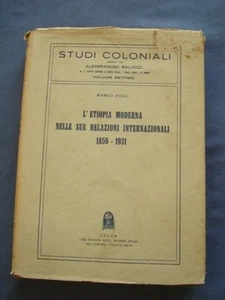 STUDI COLONIALI
ALDOBRANDINO MALVEZZI
VOLUME SETTIMO
MARIO PIGLI
L'ETIOPIA MODERNA
NELLE SUE RELAZIONI INTERNAZIONALI
1859 - 1931